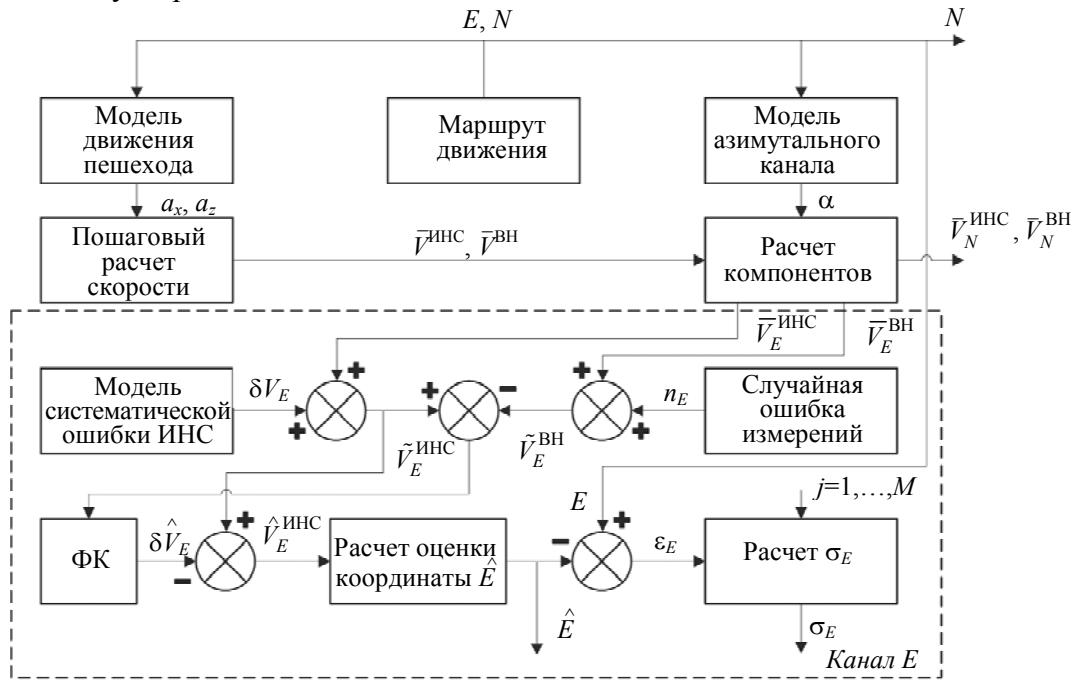 E, N
N
Модель
движения
пешехода
Маршрут
движения
Модель
азимутального
канала
a_x, a_z
α
Пошаговый
расчет
скорости
V̄^ИНС, V̄^ВН
Расчет
компонентов
V̄_N^ИНС, V̄_N^ВН
V̄_E^ИНС
V̄_E^ВН
Модель
систематической
ошибки ИНС
δV_E
n_E
Случайная
ошибка
измерений
Ṽ_E^ИНС
Ṽ_E^ВН
E
j=1,…,M
ФК
δV̂_E
V̂_E^ИНС
Расчет оценки
координаты Ê
ε_E
Расчет σ_E
Ê
σ_E
Канал E